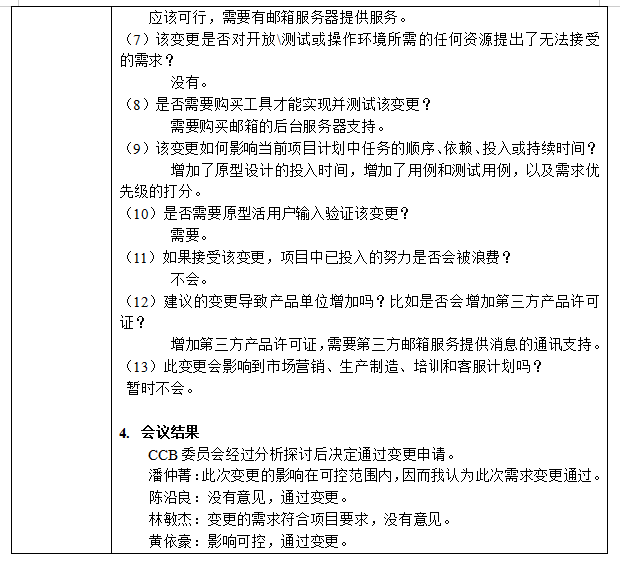 应该可行，需要有邮箱服务器提供服务。
（7）该变更是否对开放\测试或操作环境所需的任何资源提出了无法接受
的需求？
没有。
（8）是否需要购买工具才能实现并测试该变更？
需要购买邮箱的后台服务器支持。
（9）该变更如何影响当前项目计划中任务的顺序、依赖、投入或持续时间？
增加了原型设计的投入时间，增加了用例和测试用例，以及需求优
先级的打分。
（10）是否需要原型活用户输入验证该变更？
需要。
（11）如果接受该变更，项目中已投入的努力是否会被浪费？
不会。
（12）建议的变更导致产品单位增加吗？比如是否会增加第三方产品许可
证？
增加第三方产品许可证，需要第三方邮箱服务提供消息的通讯支持。
（13）此变更会影响到市场营销、生产制造、培训和客服计划吗？
暂时不会。
4. 会议结果
CCB 委员会经过分析探讨后决定通过变更申请。
潘仲菁：此次变更的影响在可控范围内，因而我认为此次需求变更通过。
陈沿良：没有意见，通过变更。
林敏杰：变更的需求符合项目要求，没有意见。
黄依豪：影响可控，通过变更。